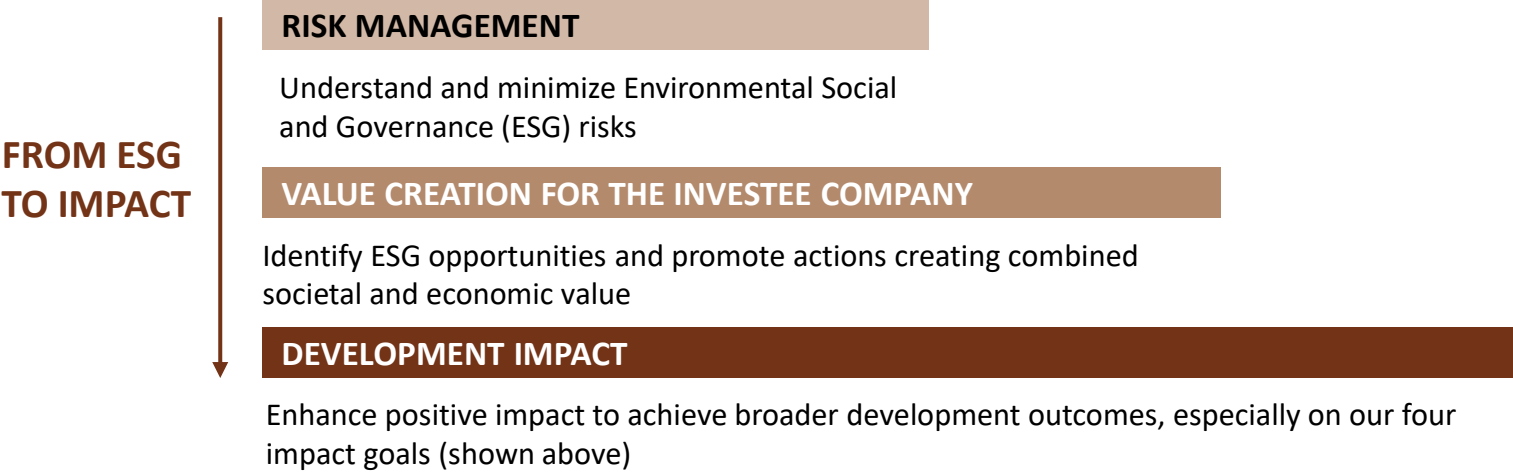 FROM ESG
TO IMPACT
RISK MANAGEMENT
Understand and minimize Environmental Social
and Governance (ESG) risks
VALUE CREATION FOR THE INVESTEE COMPANY
Identify ESG opportunities and promote actions creating combined
societal and economic value
DEVELOPMENT IMPACT
Enhance positive impact to achieve broader development outcomes, especially on our four
impact goals (shown above)